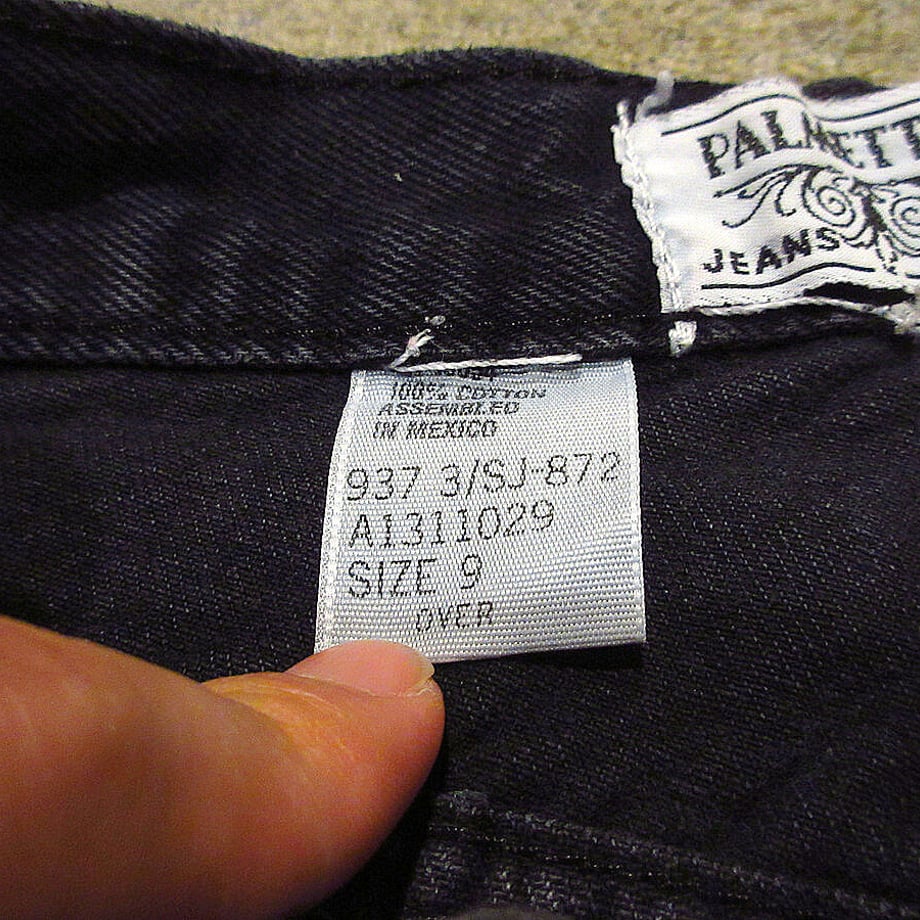 PALMETT
JEANS
100% COTTON
ASSEMBLED
IN MEXICO
937 3/SJ-872
A1311029
SIZE 9
OVER